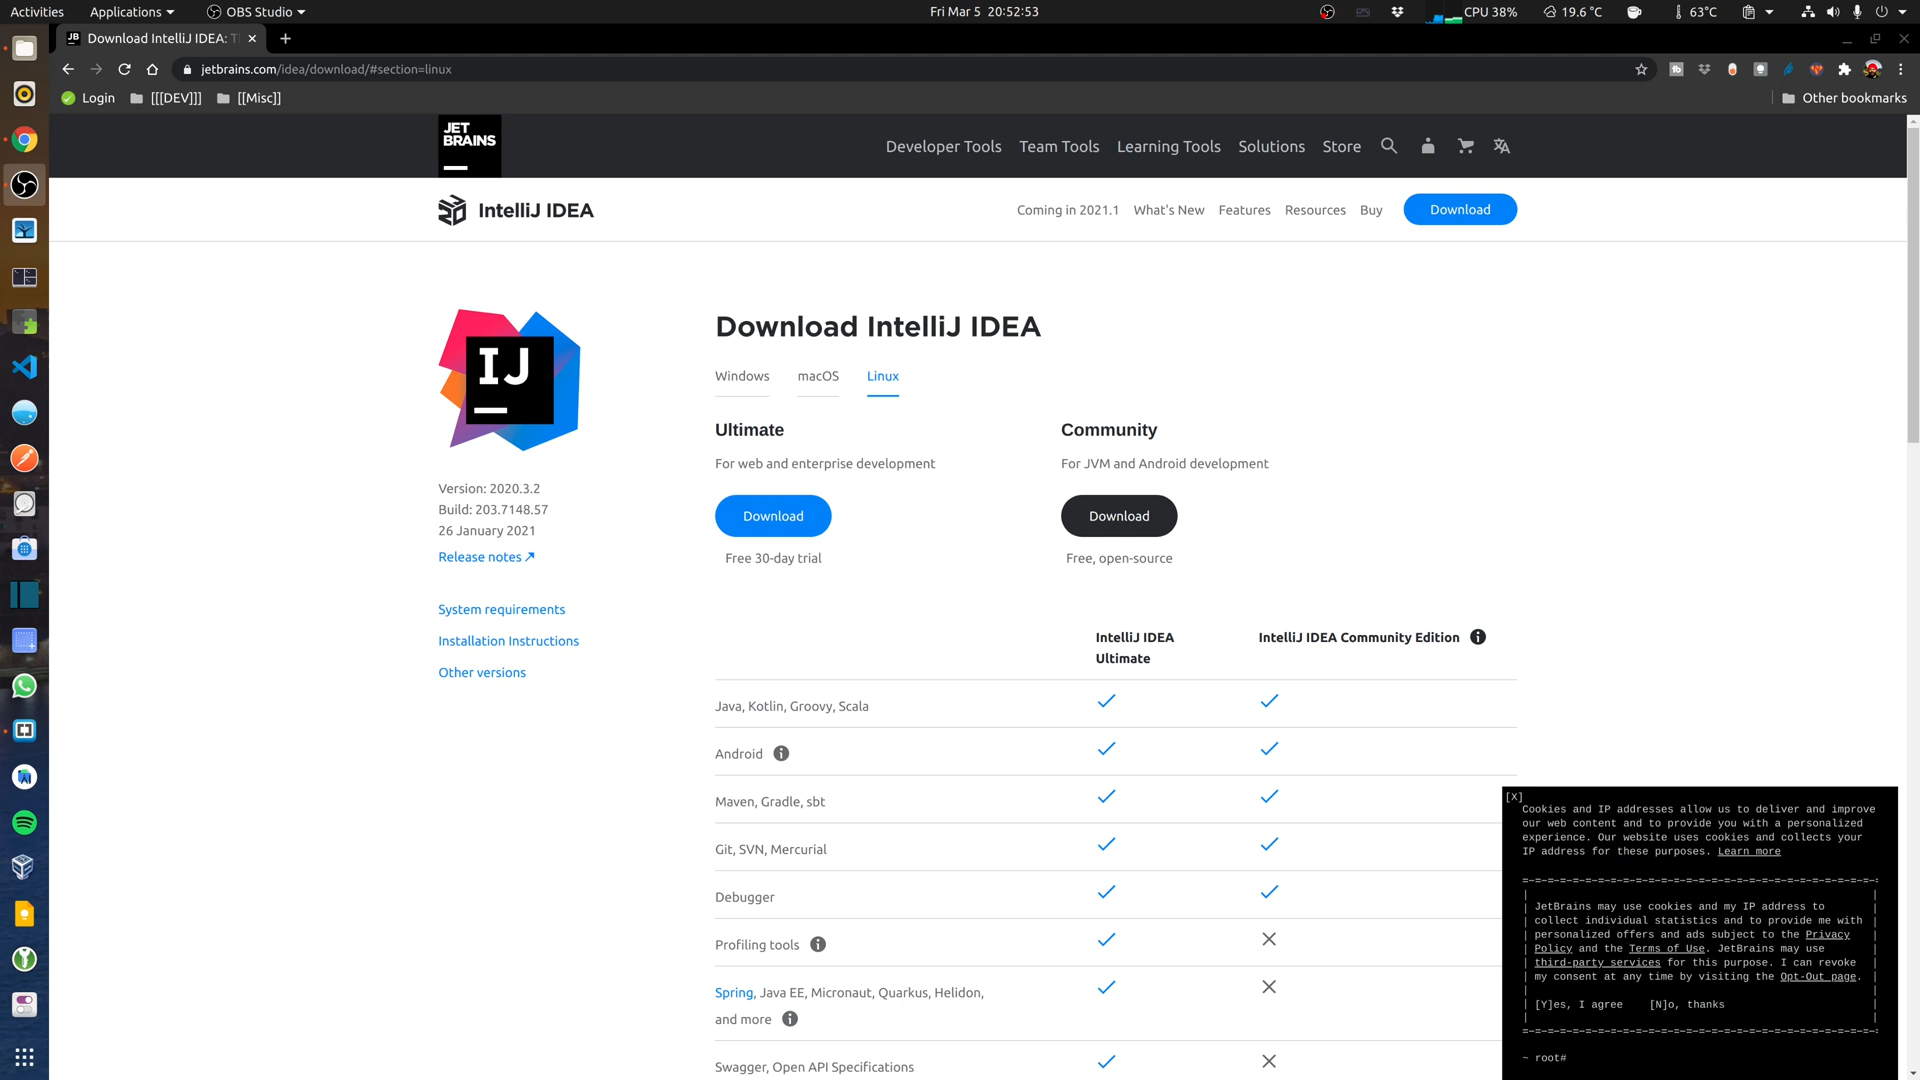 Activities Applications OBS Studio Fri Mar 5 20:52:53 CPU 38% 19.6 °C 63°C
JB Download IntelliJ IDEA: T
jetbrains.com/idea/download/#section=linux
Login [[[DEV]]] [[Misc]] Other bookmarks
JET
BRAINS
Developer Tools Team Tools Learning Tools Solutions Store
IntelliJ IDEA Coming in 2021.1 What's New Features Resources Buy Download
Download IntelliJ IDEA
IJ
Windows macOS Linux
Ultimate Community
For web and enterprise development For JVM and Android development
Version: 2020.3.2
Build: 203.7148.57
26 January 2021
Release notes
Download Download
Free 30-day trial Free, open-source
System requirements
Installation Instructions
Other versions
IntelliJ IDEA
Ultimate
IntelliJ IDEA Community Edition
Java, Kotlin, Groovy, Scala
Android
Maven, Gradle, sbt
Git, SVN, Mercurial
Debugger
Profiling tools
Spring, Java EE, Micronaut, Quarkus, Helidon,
and more
Swagger, Open API Specifications
[X]
Cookies and IP addresses allow us to deliver and improve
our web content and to provide you with a personalized
experience. Our website uses cookies and collects your
IP address for these purposes. Learn more
JetBrains may use cookies and my IP address to
collect individual statistics and to provide me with
personalized offers and ads subject to the Privacy
Policy and the Terms of Use. JetBrains may use
third-party services for this purpose. I can revoke
my consent at any time by visiting the Opt-Out page.
[Y]es, I agree [N]o, thanks
~ root#